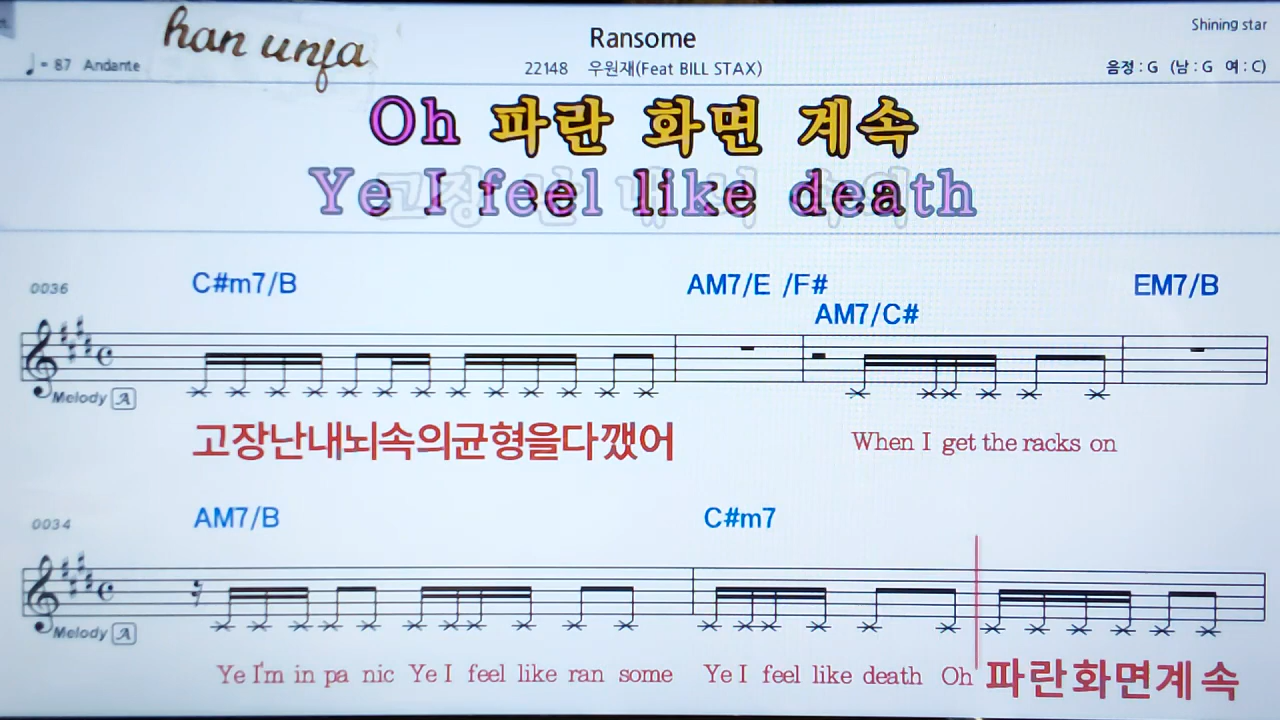 han unfa
Ransome
Shining star
♩= 87 Andante
22148 우원재(Feat BILL STAX)
음정 : G (남 : G 여 : C)
Oh 파란 화면 계속
Ye I feel like death
0036
C#m7/B AM7/E /F# EM7/B
AM7/C#
Melody A
고장난내뇌속의균형을다깼어 When I get the racks on
0034
AM7/B C#m7
Melody A
Ye I'm in pa nic Ye I feel like ran some Ye I feel like death Oh 파란화면계속